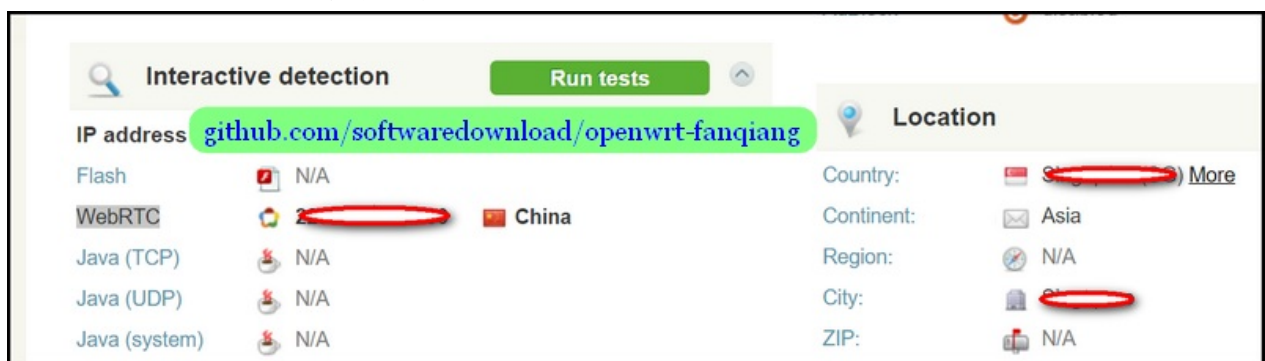 Interactive detection
Run tests
IP address
github.com/softwaredownload/openwrt-fanqiang
Flash N/A
WebRTC China
Java (TCP) N/A
Java (UDP) N/A
Java (system) N/A
Location
Country: More
Continent: Asia
Region: N/A
City:
ZIP: N/A